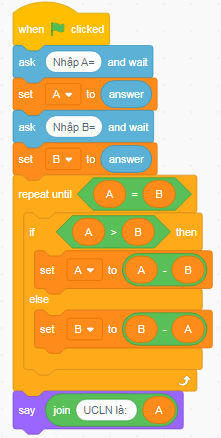 when clicked
ask Nhập A= and wait
set A to answer
ask Nhập B= and wait
set B to answer
repeat until A = B
if A > B then
set A to A - B
else
set B to B - A
say join UCLN là: A